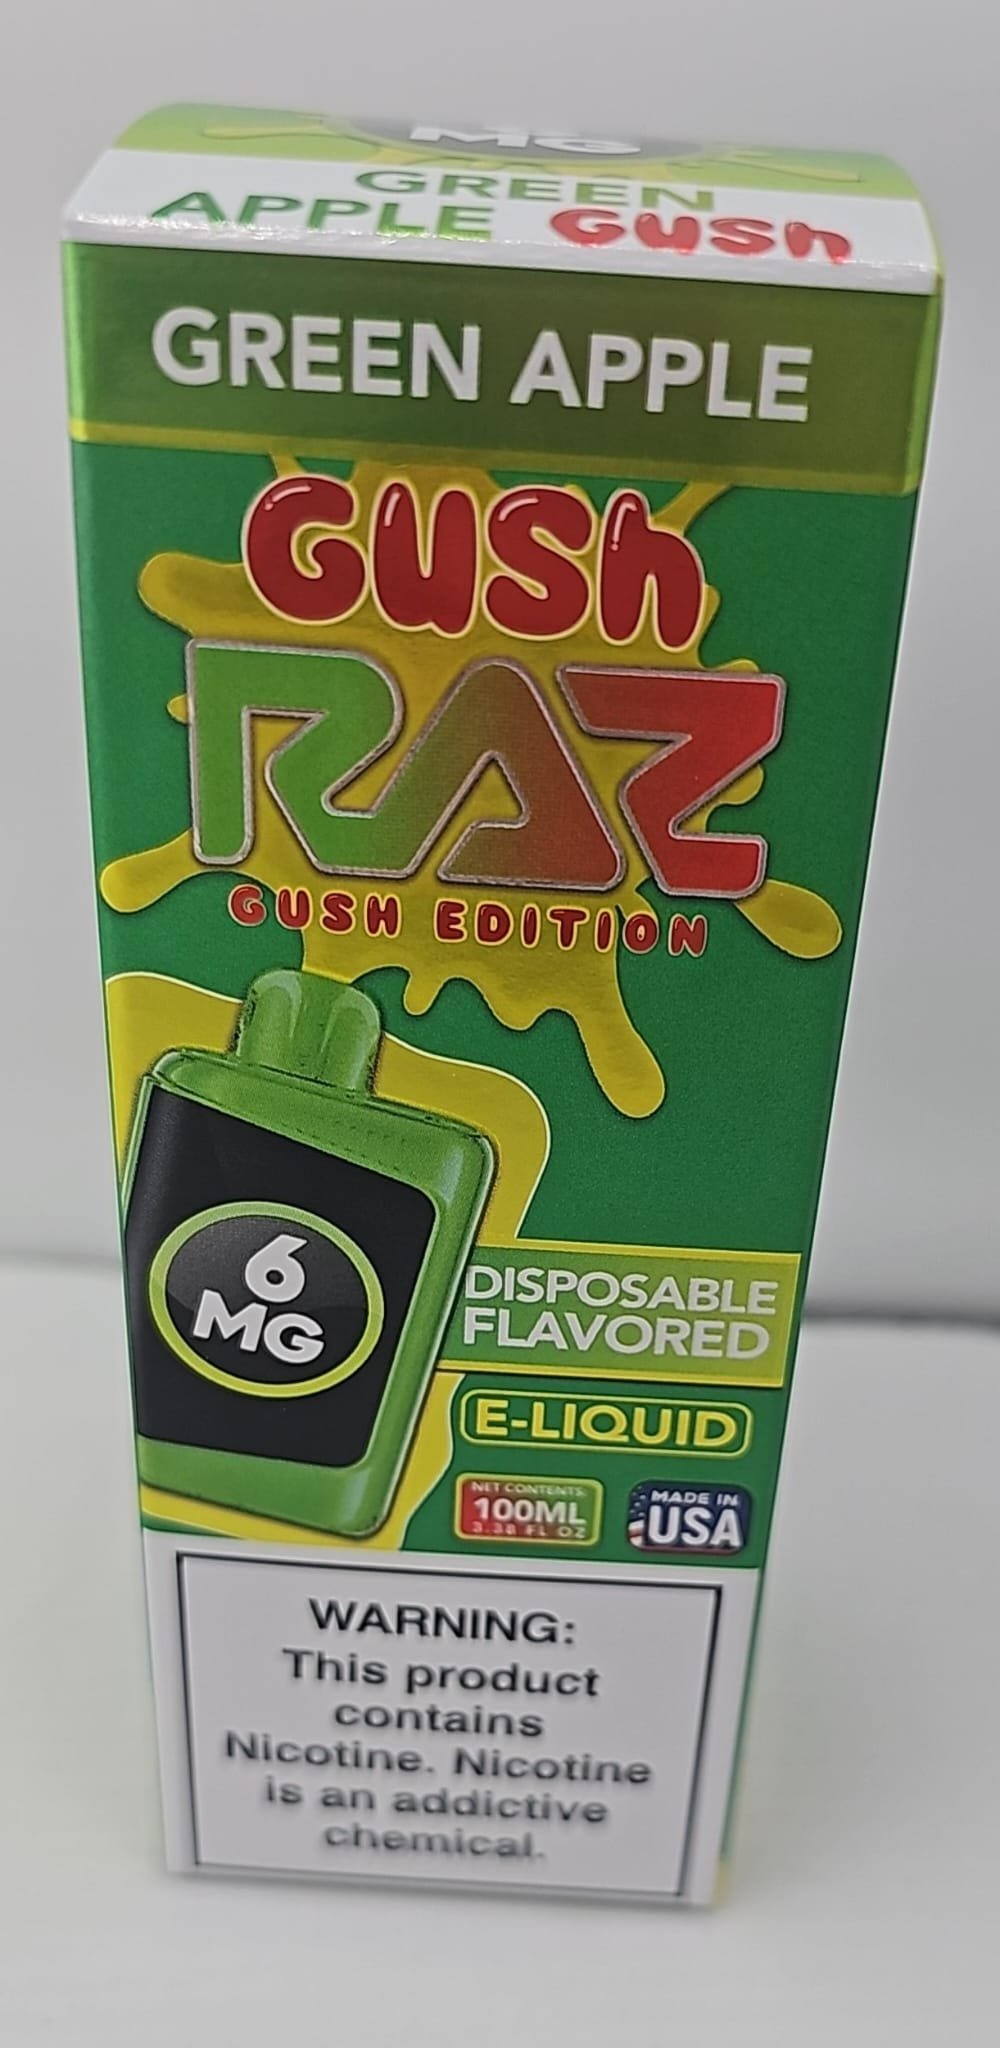 MG
GREEN
APPLE GUSH
GREEN APPLE
GUSH
RAZ
GUSH EDITION
6
MG
DISPOSABLE
FLAVORED
E-LIQUID
NET CONTENTS:
100ML
3.38 FL OZ
MADE IN
USA
WARNING:
This product
contains
Nicotine. Nicotine
is an addictive
chemical.